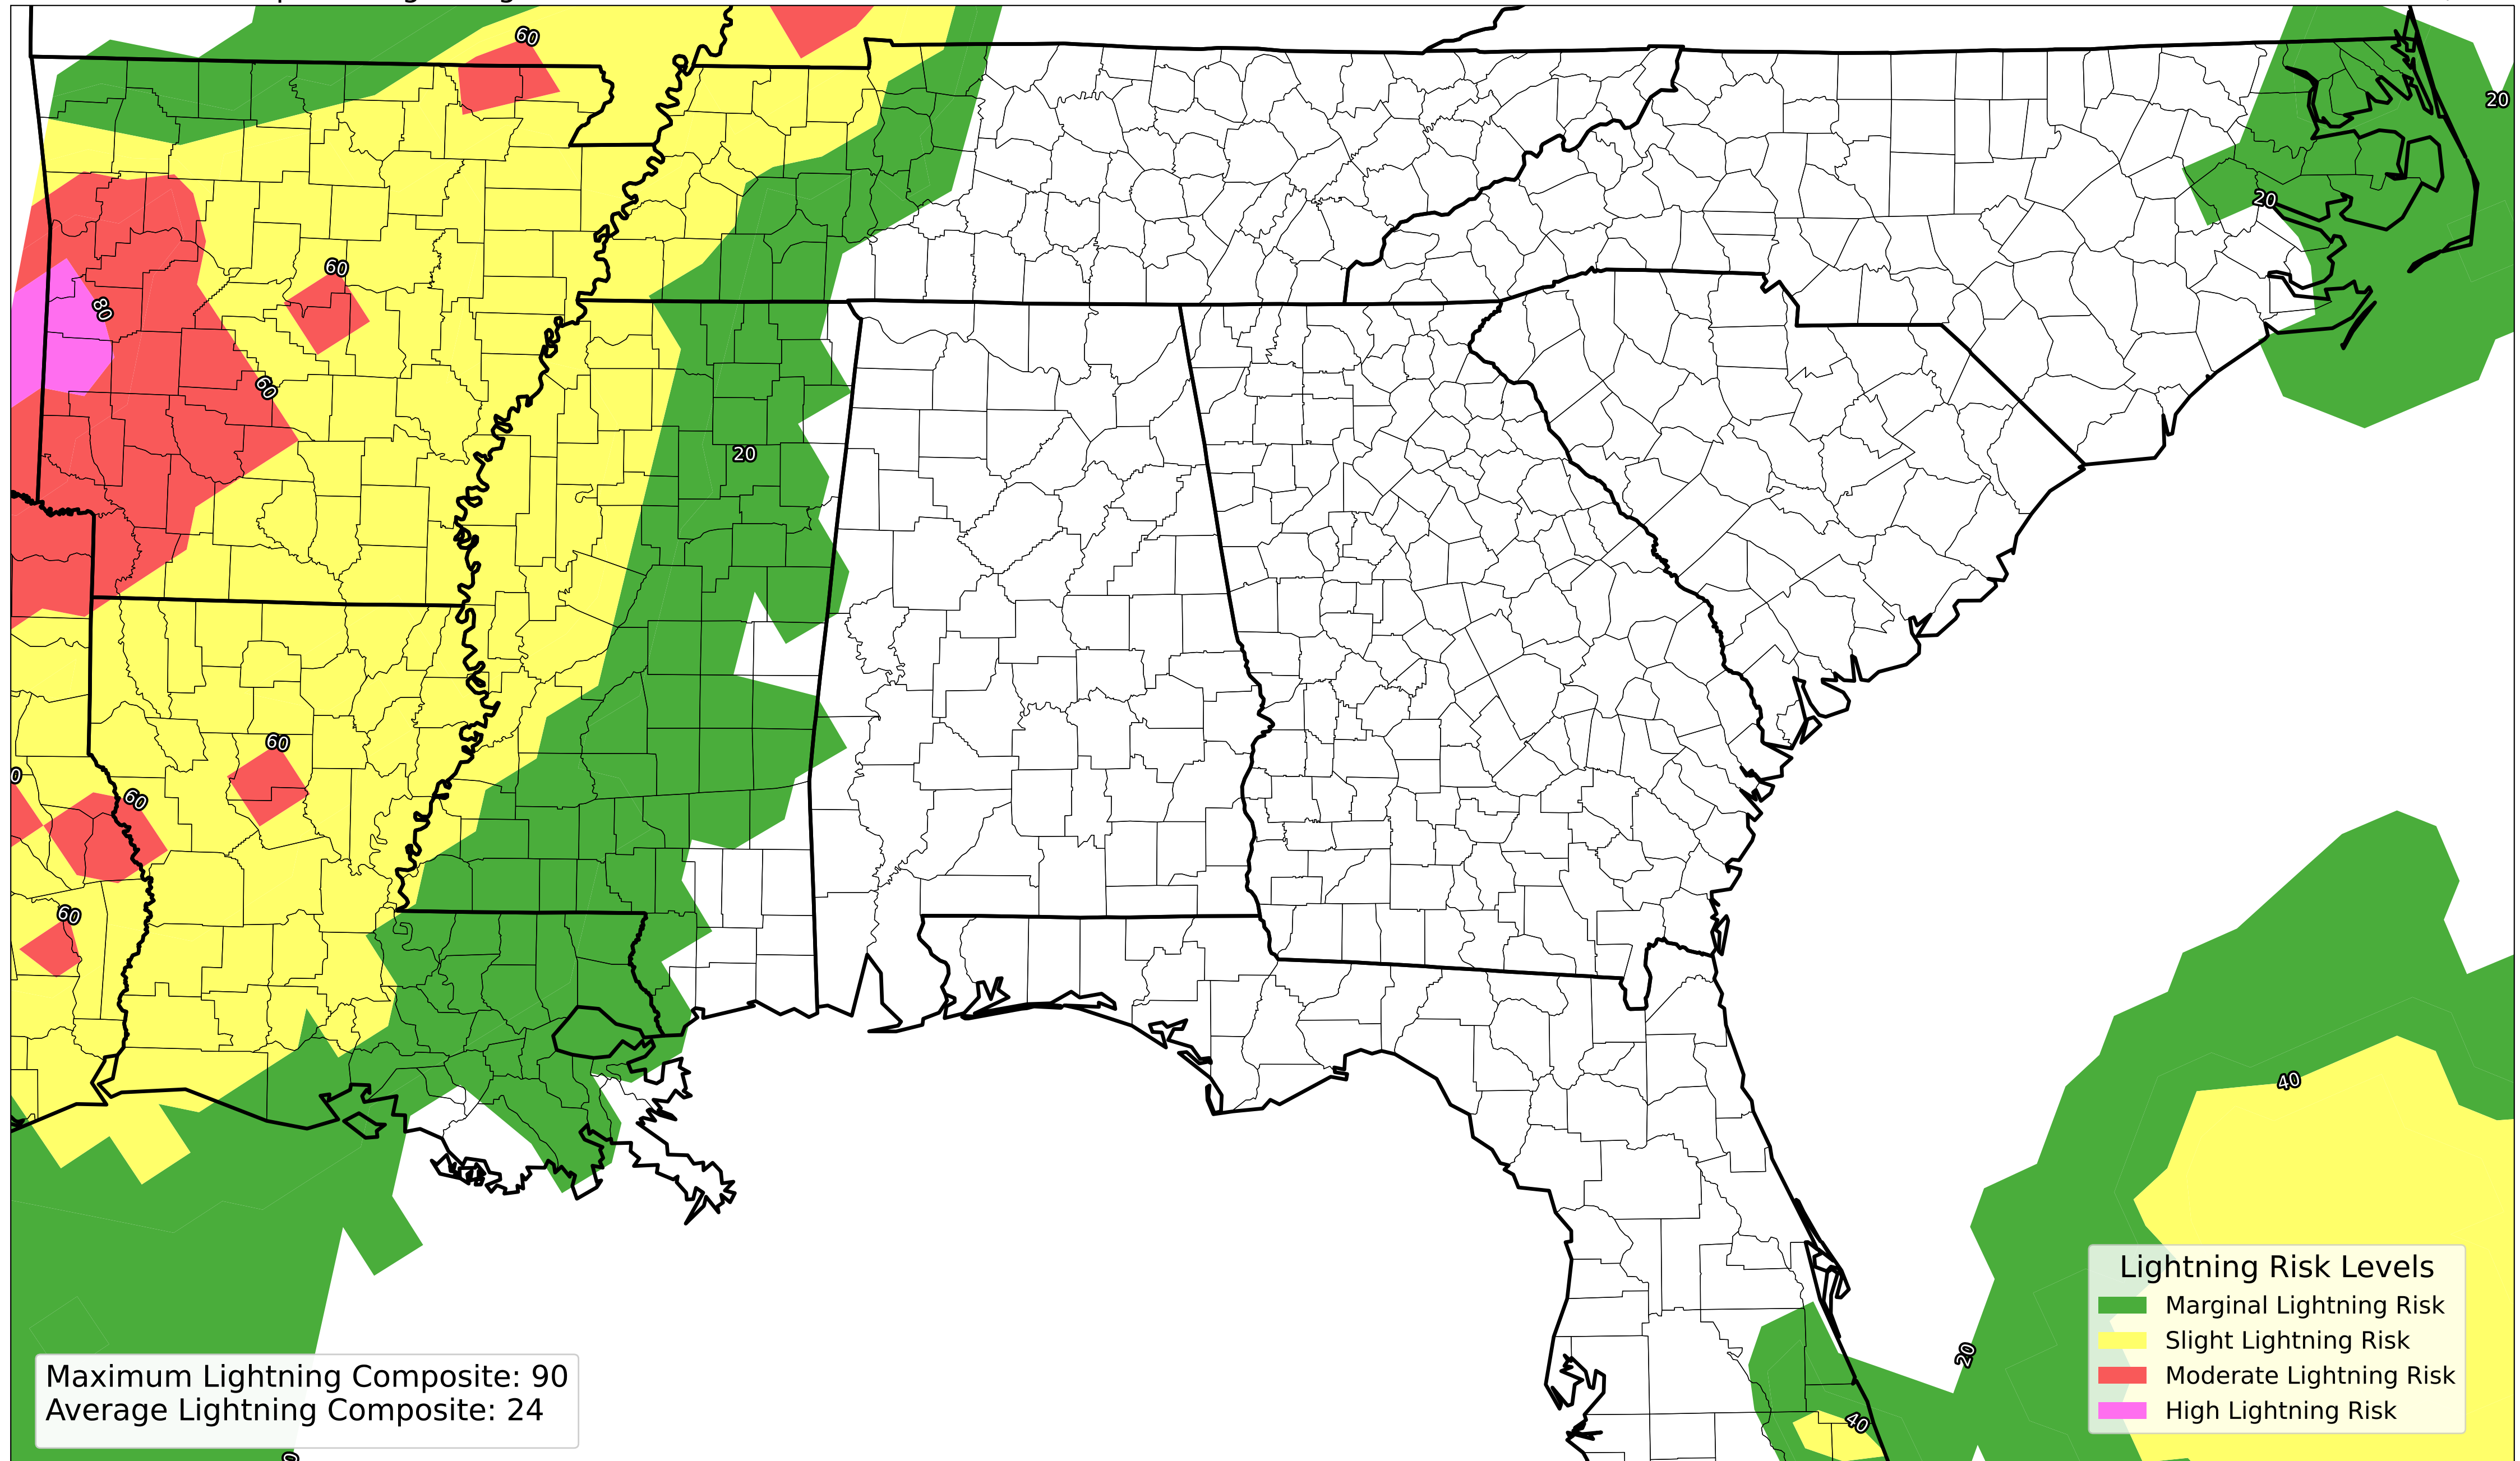 60
20
20
60
80
60
20
60
60
60
40
20
40
Lightning Risk Levels
Marginal Lightning Risk
Slight Lightning Risk
Moderate Lightning Risk
High Lightning Risk
Maximum Lightning Composite: 90
Average Lightning Composite: 24